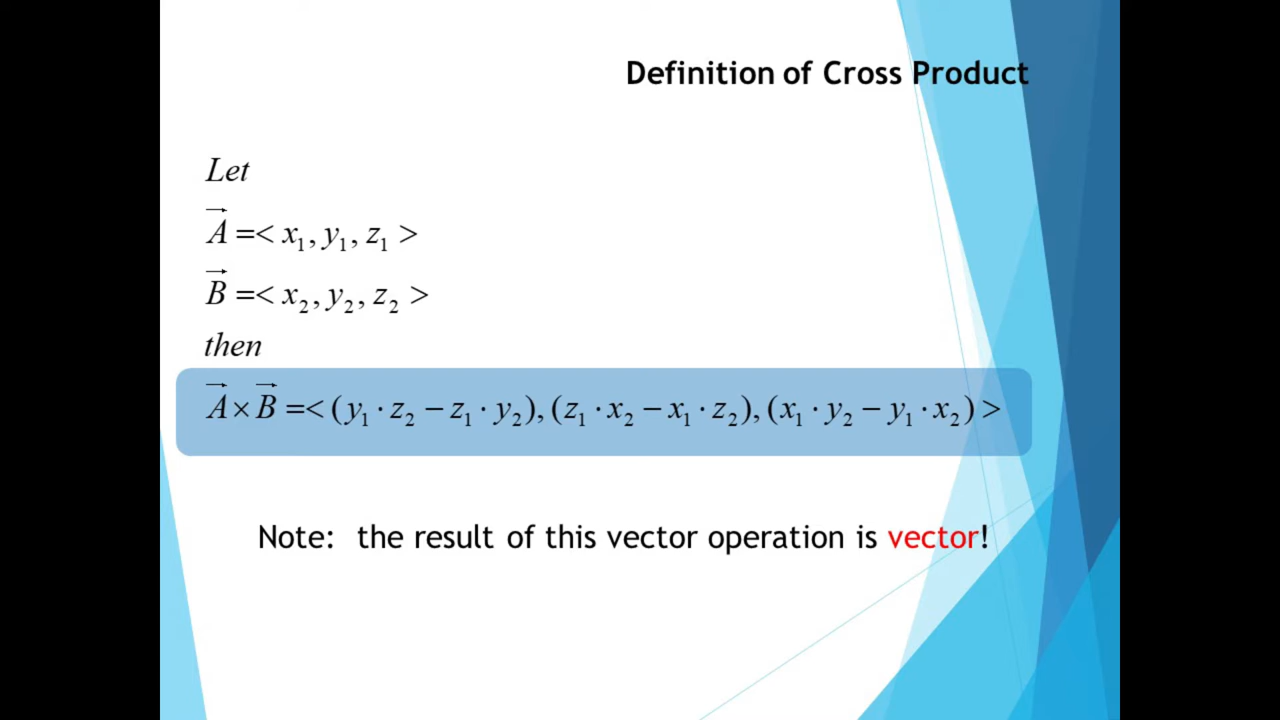 Definition of Cross Product
Let
A⃗ =< x₁, y₁, z₁ >
B⃗ =< x₂, y₂, z₂ >
then
A⃗ × B⃗ =< (y₁ · z₂ − z₁ · y₂), (z₁ · x₂ − x₁ · z₂), (x₁ · y₂ − y₁ · x₂) >
Note: the result of this vector operation is vector!